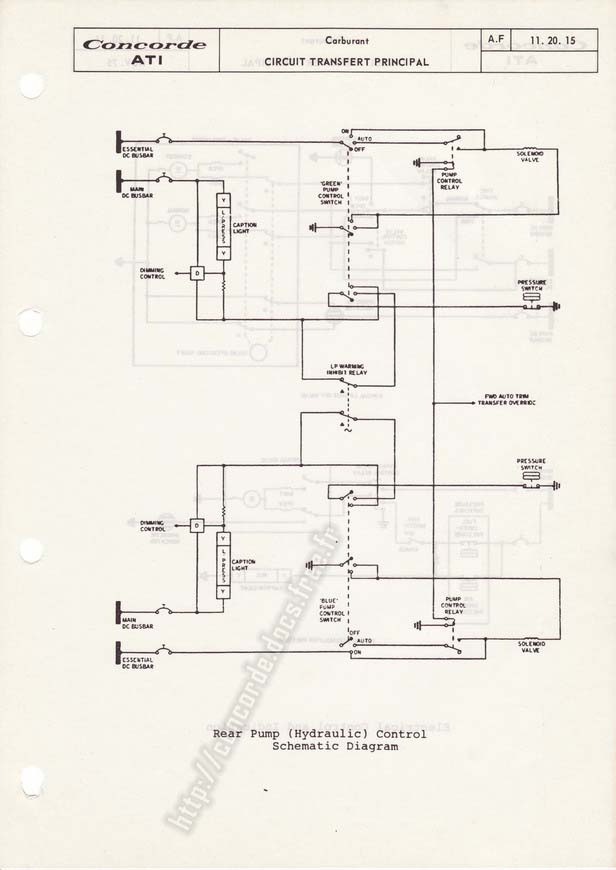 Concorde
ATI
Carburant
CIRCUIT TRANSFERT PRINCIPAL
A.F
11. 20. 15
ON
AUTO
OFF
ESSENTIAL
DC BUSBAR
SOLENOID
VALVE
MAIN
DC BUSBAR
'GREEN'
PUMP
CONTROL
SWITCH
PUMP
CONTROL
RELAY
Y
L PRESS
Y
CAPTION
LIGHT
DIMMING
CONTROL
D
PRESSURE
SWITCH
LP WARNING
INHIBIT RELAY
FWD AUTO TRIM
TRANSFER OVERRIDE
PRESSURE
SWITCH
DIMMING
CONTROL
D
Y
L PRESS
Y
CAPTION
LIGHT
'BLUE'
PUMP
CONTROL
SWITCH
PUMP
CONTROL
RELAY
MAIN
DC BUSBAR
OFF
AUTO
ON
ESSENTIAL
DC BUSBAR
SOLENOID
VALVE
Rear Pump (Hydraulic) Control
Schematic Diagram
http://concorde.docs.free.fr